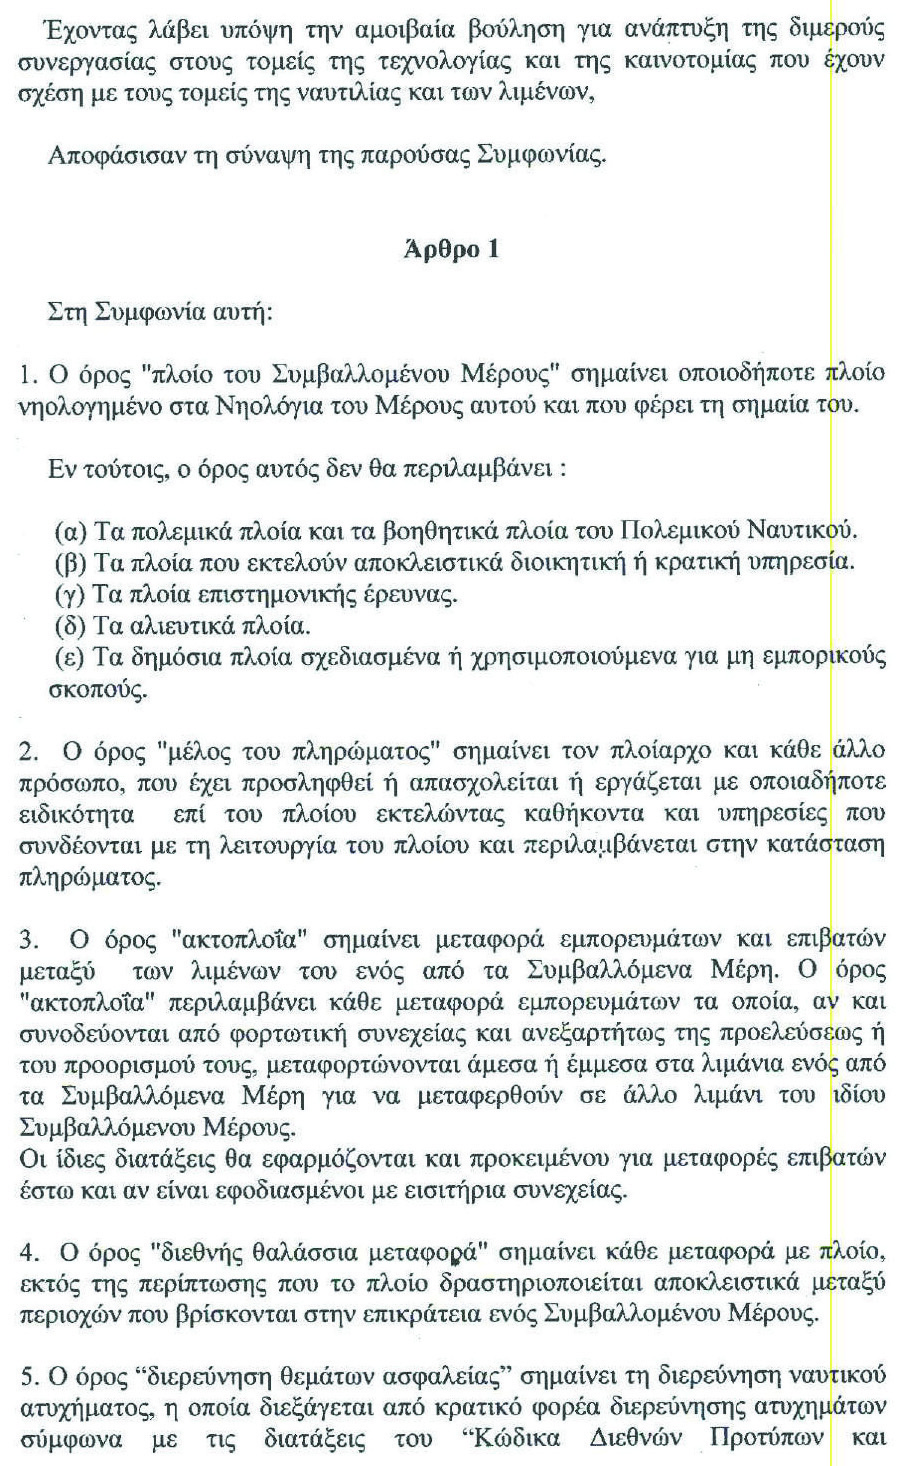 Έχοντας λάβει υπόψη την αμοιβαία βούληση για ανάπτυξη της διμερούς
συνεργασίας στους τομείς της τεχνολογίας και της καινοτομίας που έχουν
σχέση με τους τομείς της ναυτιλίας και των λιμένων,
Αποφάσισαν τη σύναψη της παρούσας Συμφωνίας.
Άρθρο 1
Στη Συμφωνία αυτή:
1. Ο όρος "πλοίο του Συμβαλλομένου Μέρους" σημαίνει οποιοδήποτε πλοίο
νηολογημένο στα Νηολόγια του Μέρους αυτού και που φέρει τη σημαία του.
Εν τούτοις, ο όρος αυτός δεν θα περιλαμβάνει :
(α) Τα πολεμικά πλοία και τα βοηθητικά πλοία του Πολεμικού Ναυτικού.
(β) Τα πλοία που εκτελούν αποκλειστικά διοικητική ή κρατική υπηρεσία.
(γ) Τα πλοία επιστημονικής έρευνας.
(δ) Τα αλιευτικά πλοία.
(ε) Τα δημόσια πλοία σχεδιασμένα ή χρησιμοποιούμενα για μη εμπορικούς
σκοπούς.
2. Ο όρος "μέλος του πληρώματος" σημαίνει τον πλοίαρχο και κάθε άλλο
πρόσωπο, που έχει προσληφθεί ή απασχολείται ή εργάζεται με οποιαδήποτε
ειδικότητα επί του πλοίου εκτελώντας καθήκοντα και υπηρεσίες που
συνδέονται με τη λειτουργία του πλοίου και περιλαμβάνεται στην κατάσταση
πληρώματος.
3. Ο όρος "ακτοπλοΐα" σημαίνει μεταφορά εμπορευμάτων και επιβατών
μεταξύ των λιμένων του ενός από τα Συμβαλλόμενα Μέρη. Ο όρος
"ακτοπλοΐα" περιλαμβάνει κάθε μεταφορά εμπορευμάτων τα οποία, αν και
συνοδεύονται από φορτωτική συνεχείας και ανεξαρτήτως της προελεύσεως ή
του προορισμού τους, μεταφορτώνονται άμεσα ή έμμεσα στα λιμάνια ενός από
τα Συμβαλλόμενα Μέρη για να μεταφερθούν σε άλλο λιμάνι του ιδίου
Συμβαλλόμενου Μέρους.
Οι ίδιες διατάξεις θα εφαρμόζονται και προκειμένου για μεταφορές επιβατών
έστω και αν είναι εφοδιασμένοι με εισιτήρια συνεχείας.
4. Ο όρος "διεθνής θαλάσσια μεταφορά" σημαίνει κάθε μεταφορά με πλοίο,
εκτός της περίπτωσης που το πλοίο δραστηριοποιείται αποκλειστικά μεταξύ
περιοχών που βρίσκονται στην επικράτεια ενός Συμβαλλομένου Μέρους.
5. Ο όρος “διερεύνηση θεμάτων ασφαλείας” σημαίνει τη διερεύνηση ναυτικού
ατυχήματος, η οποία διεξάγεται από κρατικό φορέα διερεύνησης ατυχημάτων
σύμφωνα με τις διατάξεις του “Κώδικα Διεθνών Προτύπων και